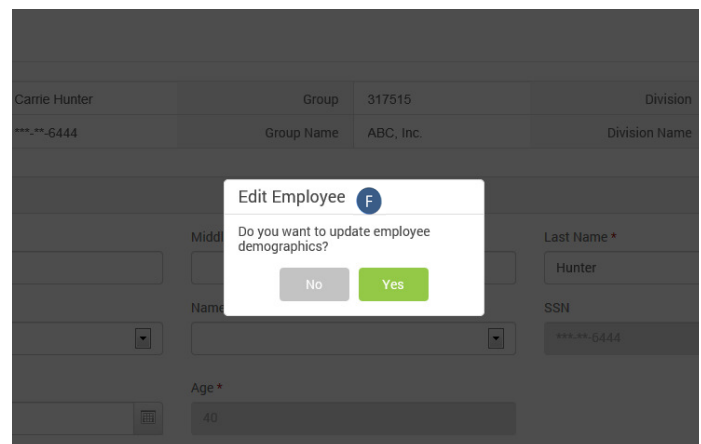 Carrie Hunter Group 317515 Division
***-**-6444 Group Name ABC, Inc. Division Name
Edit Employee F
Do you want to update employee
demographics?
No Yes
Middl Last Name *
Hunter
Name SSN
***-**-6444
Age *
40